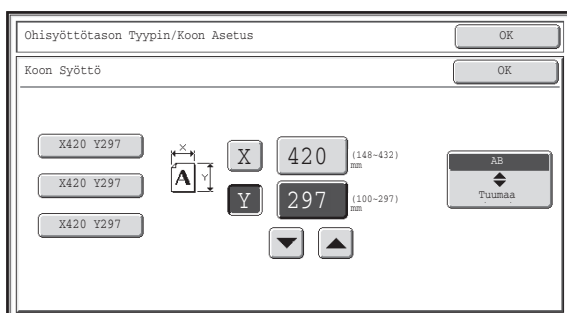 Ohisyöttötason Tyypin/Koon Asetus OK
Koon Syöttö OK
X420 Y297
X420 Y297
X420 Y297
X
A Y
X 420 (148~432) mm
Y 297 (100~297) mm
AB
Tuumaa